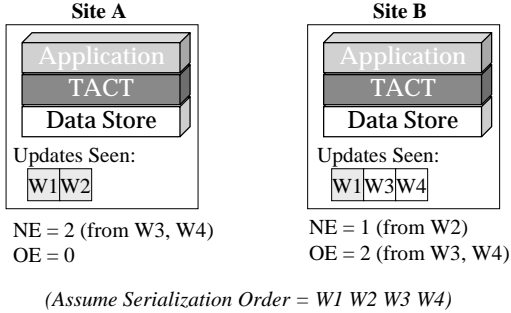 Site A
Application
TACT
Data Store
Updates Seen:
W1 W2
NE = 2 (from W3, W4)
OE = 0
Site B
Application
TACT
Data Store
Updates Seen:
W1 W3 W4
NE = 1 (from W2)
OE = 2 (from W3, W4)
(Assume Serialization Order = W1 W2 W3 W4)